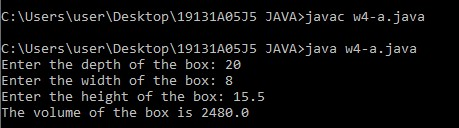 C:\Users\user\Desktop\19131A05J5 JAVA>javac w4-a.java
C:\Users\user\Desktop\19131A05J5 JAVA>java w4-a.java
Enter the depth of the box: 20
Enter the width of the box: 8
Enter the height of the box: 15.5
The volume of the box is 2480.0